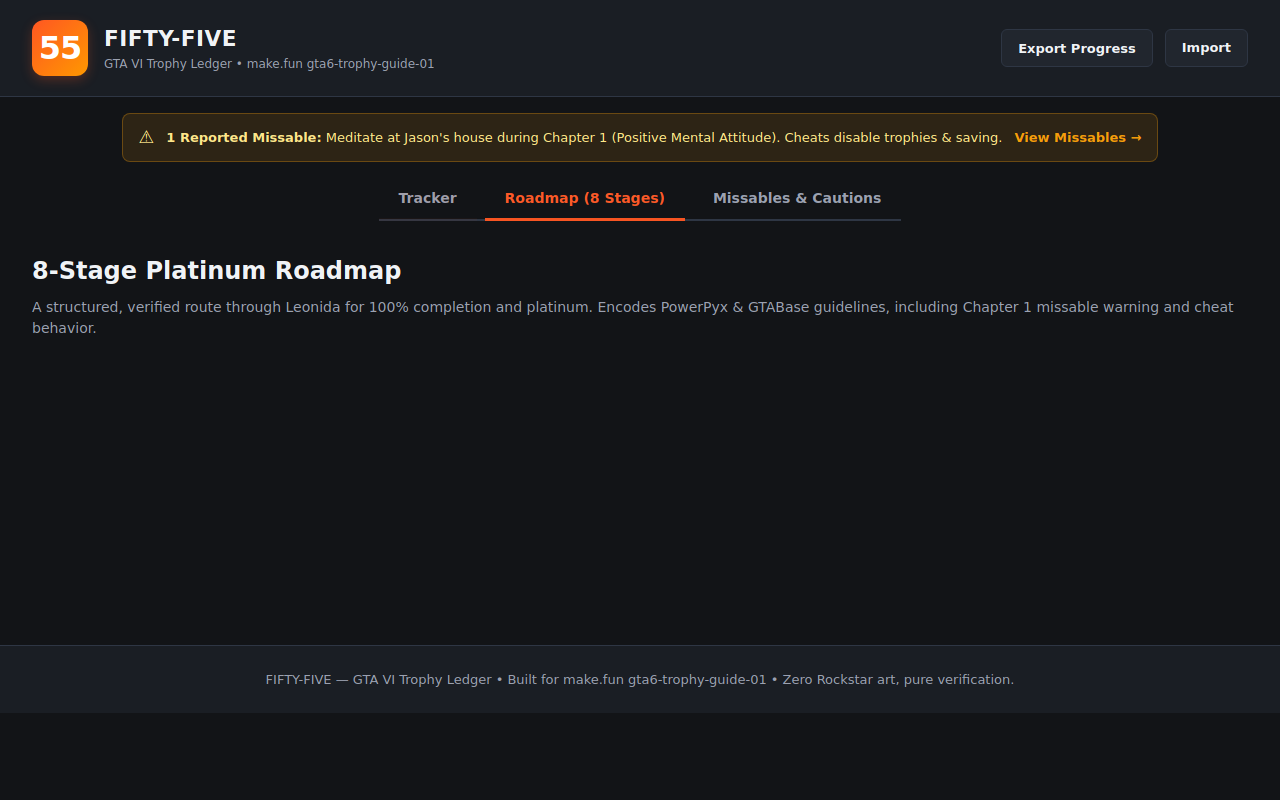 55
FIFTY-FIVE
GTA VI Trophy Ledger • make.fun gta6-trophy-guide-01
Export Progress
Import
⚠ 1 Reported Missable: Meditate at Jason's house during Chapter 1 (Positive Mental Attitude). Cheats disable trophies & saving. View Missables →
Tracker
Roadmap (8 Stages)
Missables & Cautions
8-Stage Platinum Roadmap
A structured, verified route through Leonida for 100% completion and platinum. Encodes PowerPyx & GTABase guidelines, including Chapter 1 missable warning and cheat
behavior.
FIFTY-FIVE — GTA VI Trophy Ledger • Built for make.fun gta6-trophy-guide-01 • Zero Rockstar art, pure verification.